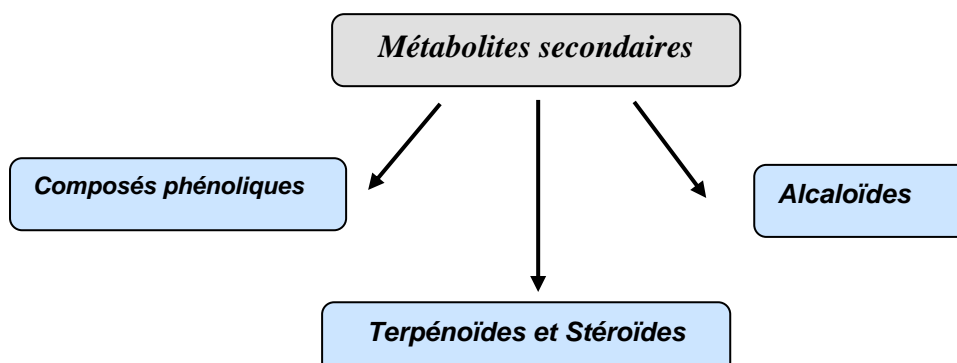 Métabolites secondaires
Composés phénoliques
Alcaloïdes
Terpénoïdes et Stéroïdes